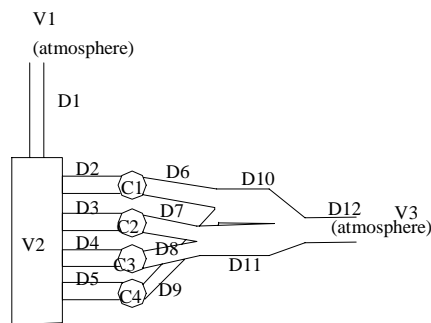 V1
(atmosphere)
D1
D2
D6
D10
C1
D3
D7
D12
V3
C2
(atmosphere)
V2
D4
D8
C3
D11
D5
D9
C4